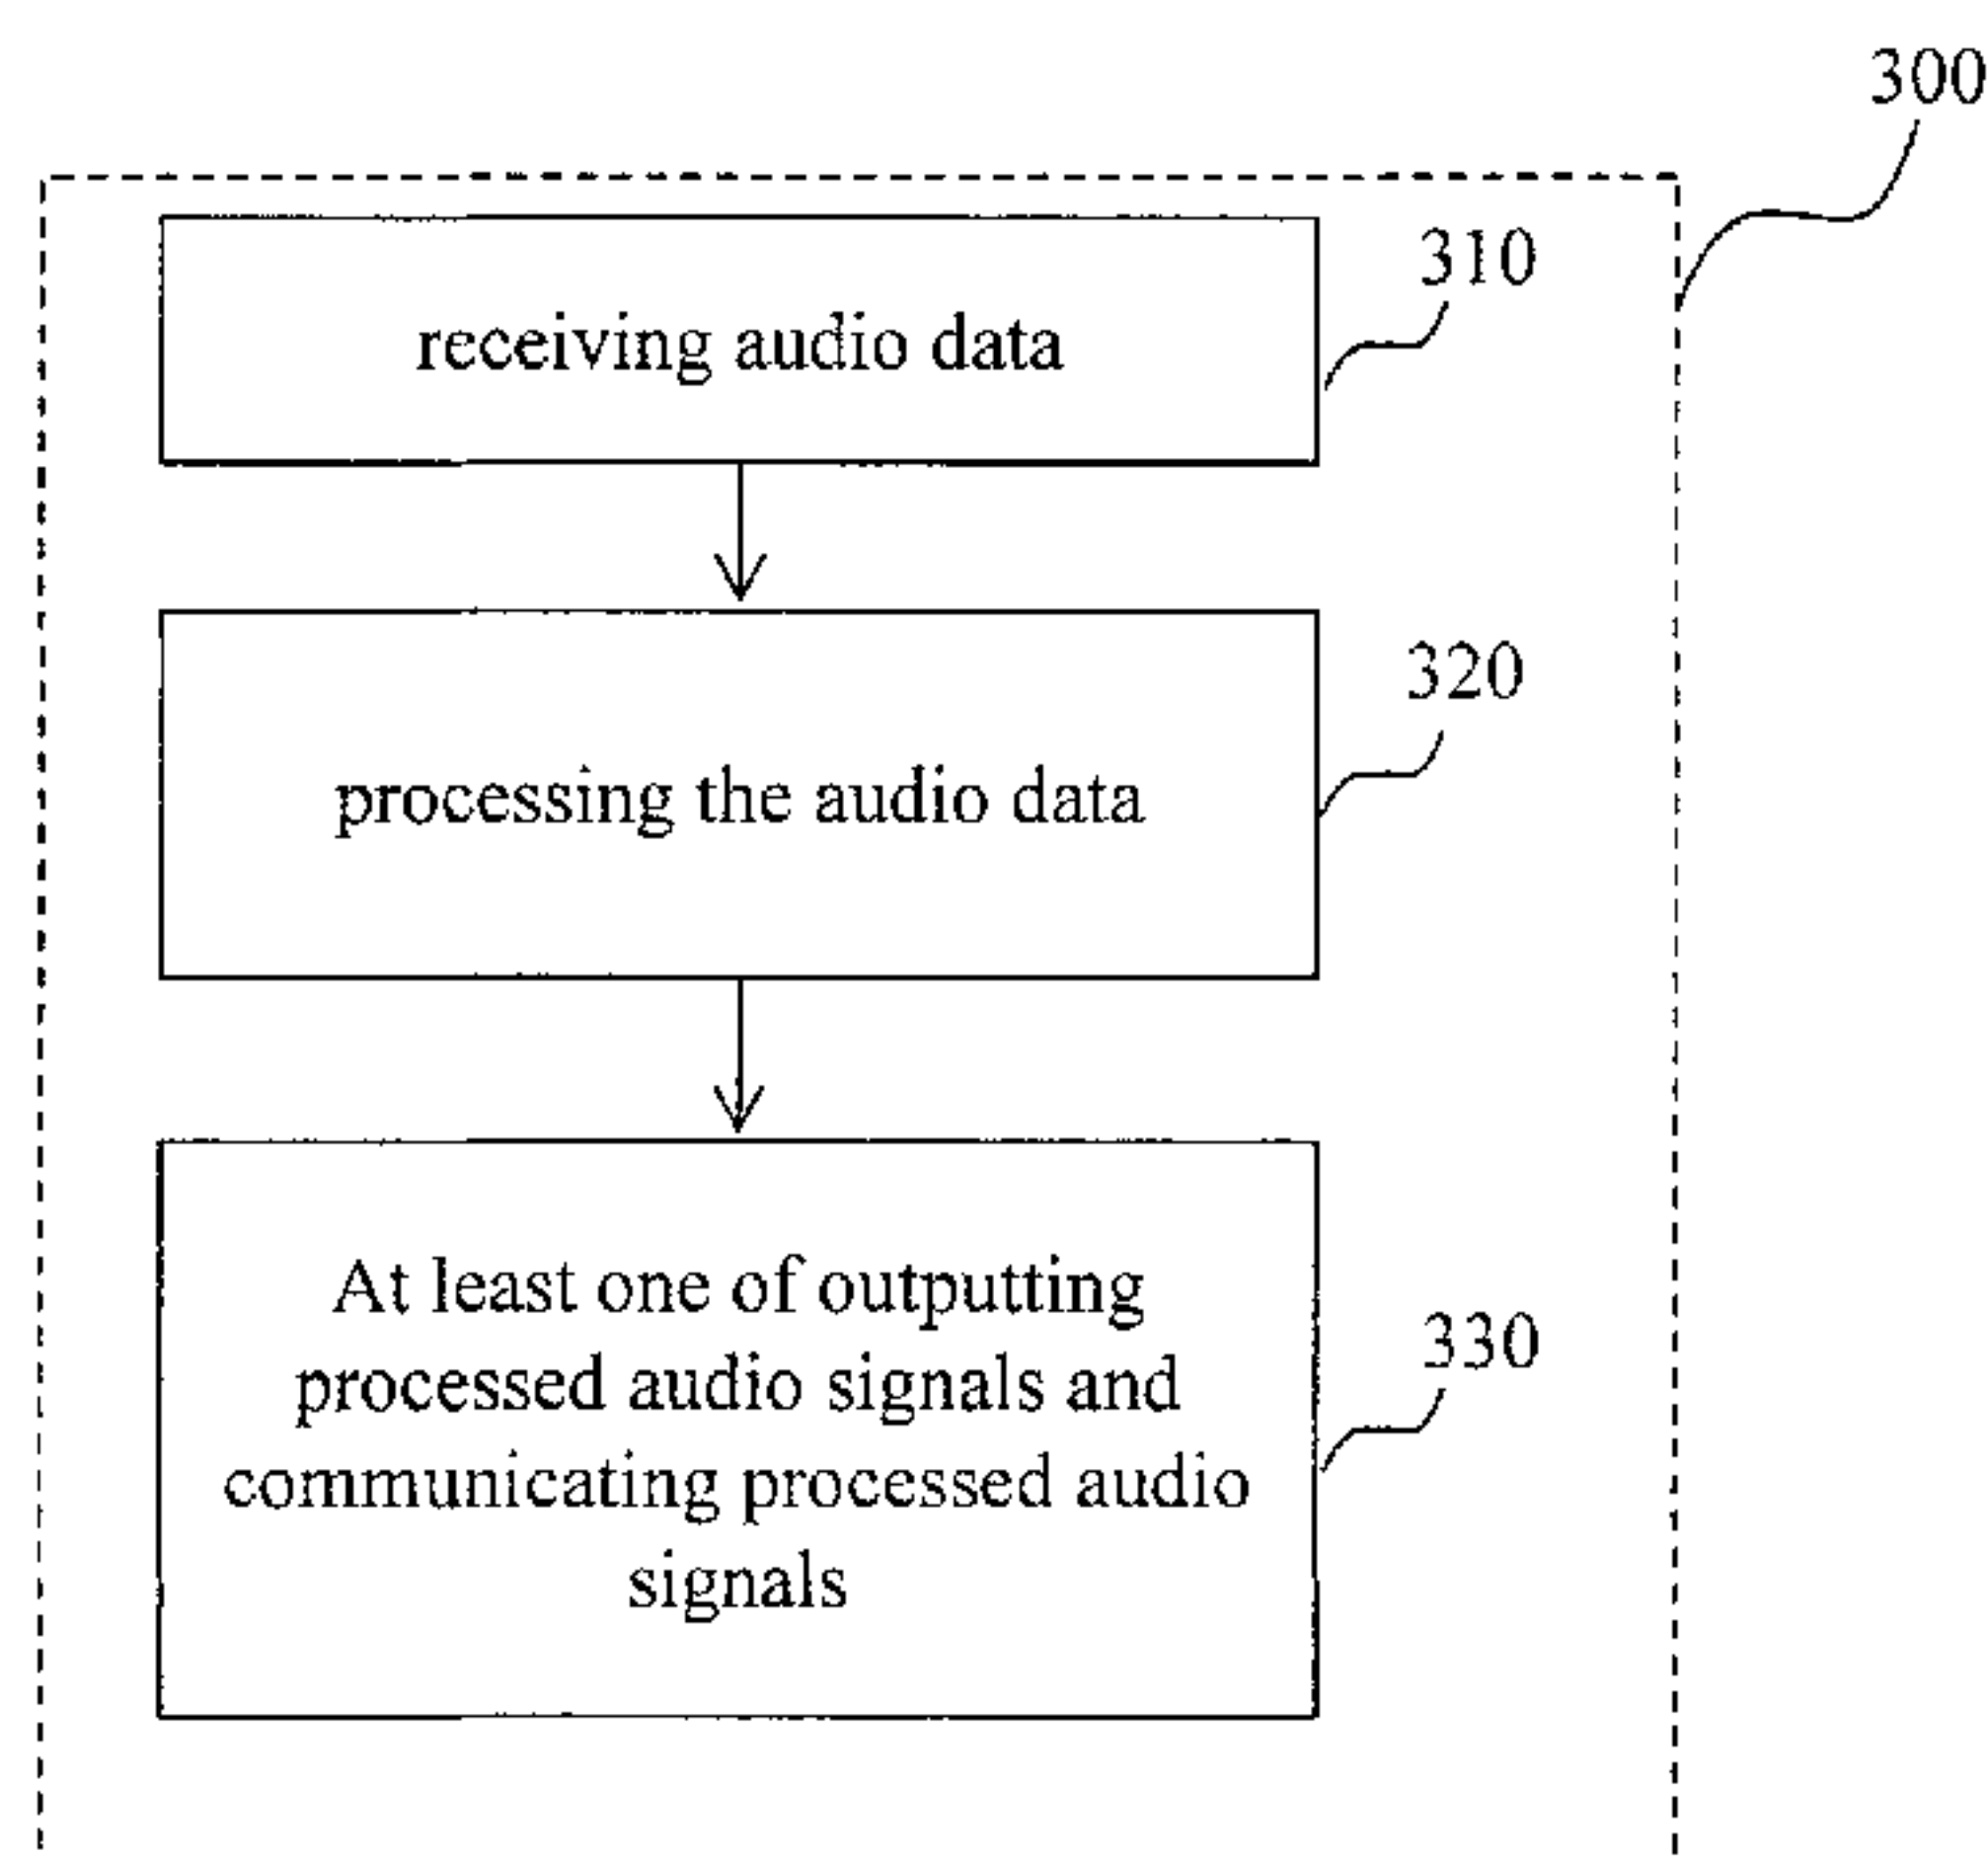 300
310
receiving audio data
320
processing the audio data
At least one of outputting
processed audio signals and
communicating processed audio
signals
330